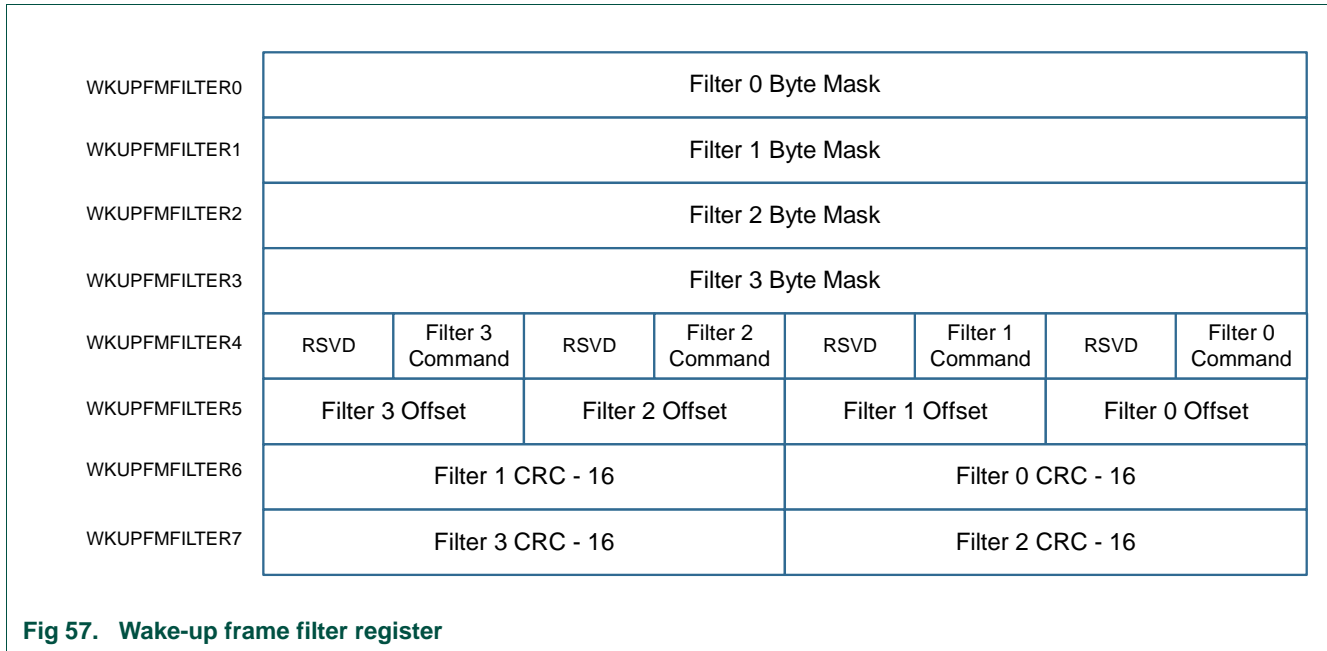 WKUPFMFILTER0 Filter 0 Byte Mask
WKUPFMFILTER1 Filter 1 Byte Mask
WKUPFMFILTER2 Filter 2 Byte Mask
WKUPFMFILTER3 Filter 3 Byte Mask
WKUPFMFILTER4 RSVD Filter 3 Command RSVD Filter 2 Command RSVD Filter 1 Command RSVD Filter 0 Command
WKUPFMFILTER5 Filter 3 Offset Filter 2 Offset Filter 1 Offset Filter 0 Offset
WKUPFMFILTER6 Filter 1 CRC - 16 Filter 0 CRC - 16
WKUPFMFILTER7 Filter 3 CRC - 16 Filter 2 CRC - 16
Fig 57. Wake-up frame filter register